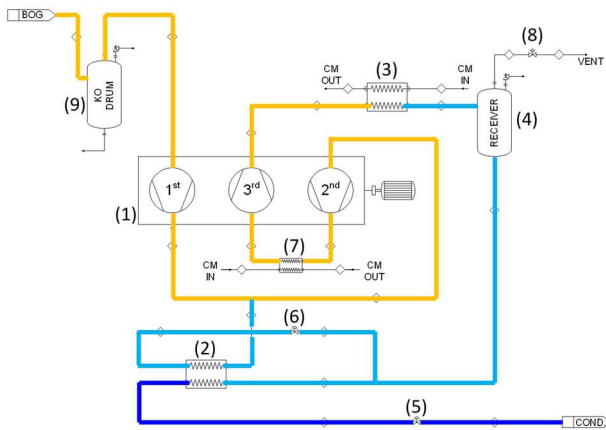 BOG
(8)
VENT
CM
OUT
(3)
CM
IN
(9)
KO
DRUM
RECEIVER
(4)
1st
3rd
2nd
(1)
(7)
CM
IN
CM
OUT
(6)
(2)
(5)
COND.